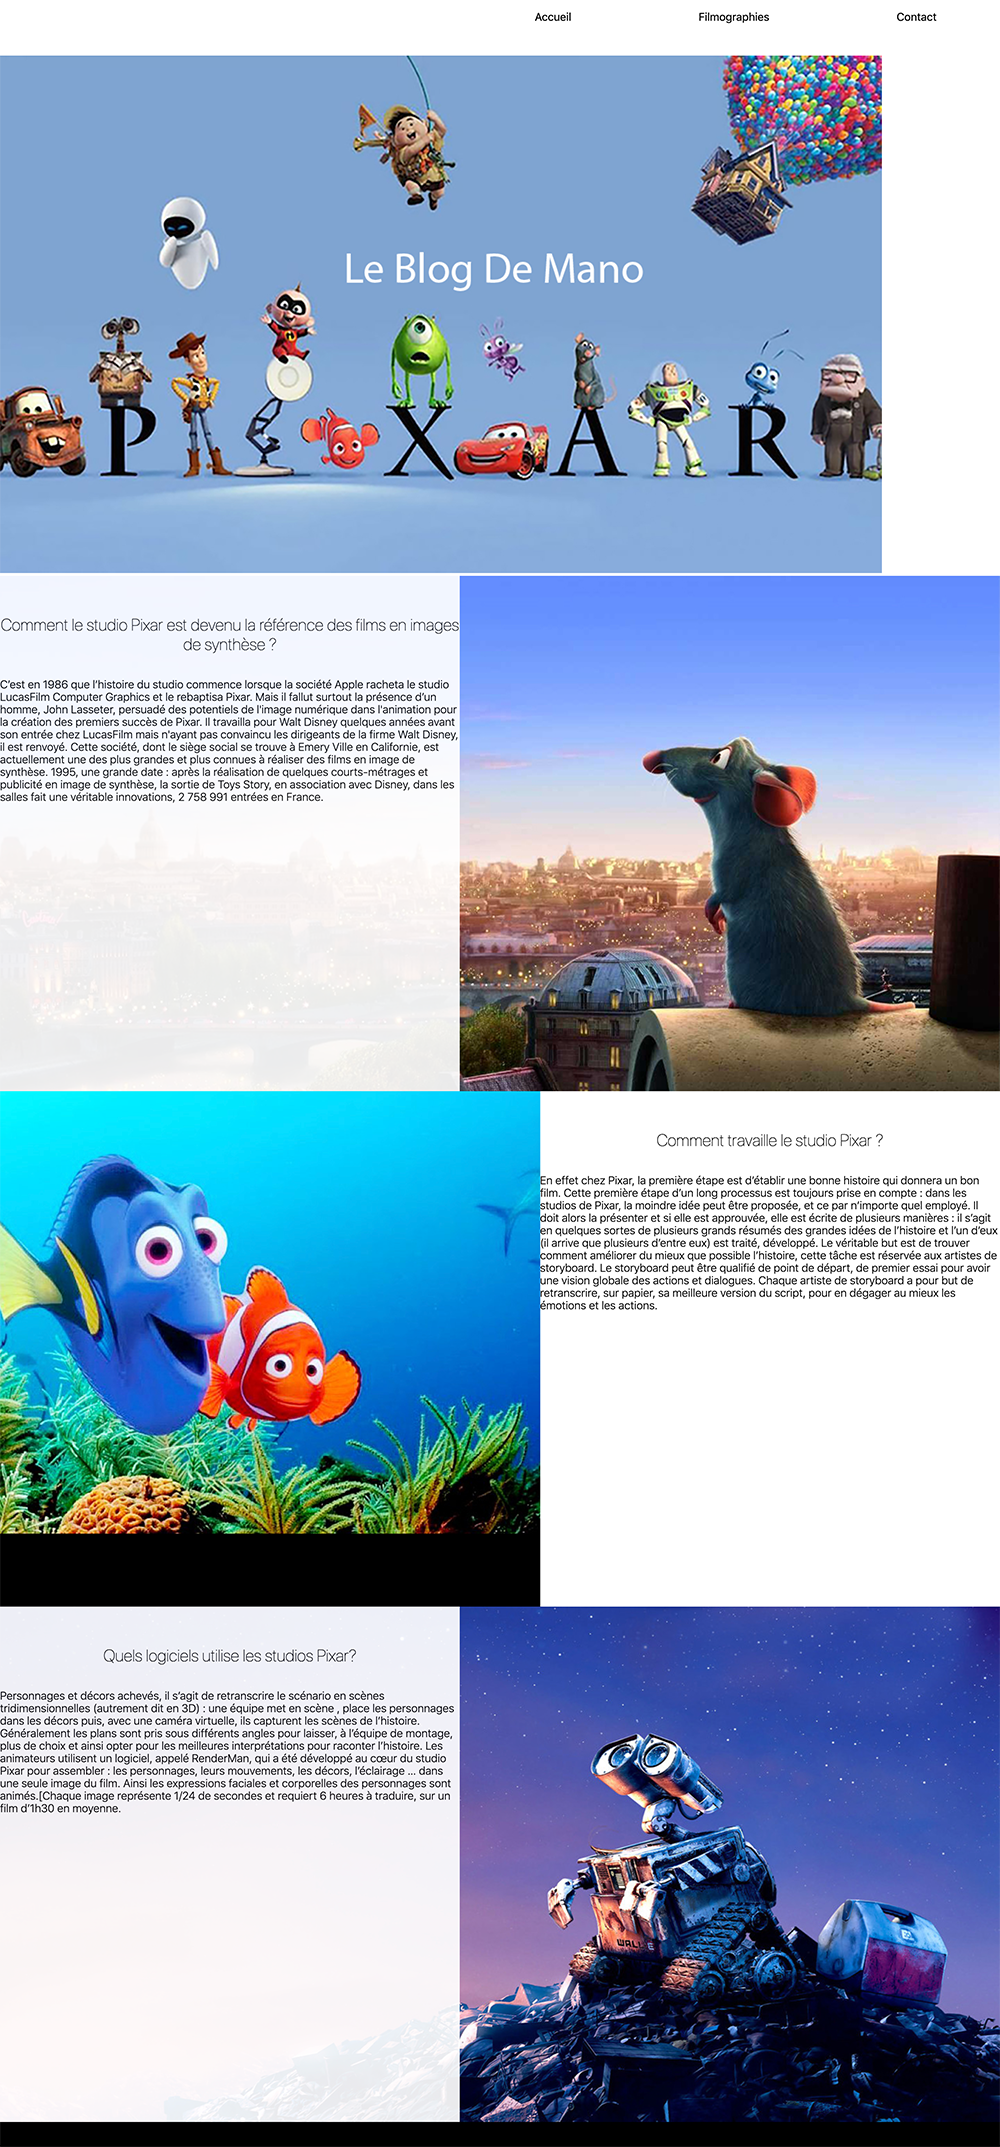 Accueil
Filmographies
Contact
Le Blog De Mano
P XAR
Comment le studio Pixar est devenu la référence des films en images
de synthèse ?
C’est en 1986 que l’histoire du studio commence lorsque la société Apple racheta le studio
LucasFilm Computer Graphics et le rebaptisa Pixar. Mais il fallut surtout la présence d’un
homme, John Lasseter, persuadé des potentiels de l'image numérique dans l'animation pour
la création des premiers succès de Pixar. Il travailla pour Walt Disney quelques années avant
son entrée chez LucasFilm mais n'ayant pas convaincu les dirigeants de la firme Walt Disney,
il est renvoyé. Cette société, dont le siège social se trouve à Emery Ville en Californie, est
actuellement une des plus grandes et plus connues à réaliser des films en image de
synthèse. 1995, une grande date : après la réalisation de quelques courts-métrages et
publicité en image de synthèse, la sortie de Toys Story, en association avec Disney, dans les
salles fait une véritable innovations, 2 758 991 entrées en France.
Comment travaille le studio Pixar ?
En effet chez Pixar, la première étape est d’établir une bonne histoire qui donnera un bon
film. Cette première étape d’un long processus est toujours prise en compte : dans les
studios de Pixar, la moindre idée peut être proposée, et ce par n’importe quel employé. Il
doit alors la présenter et si elle est approuvée, elle est écrite de plusieurs manières : il s’agit
en quelques sortes de plusieurs grands résumés des grandes idées de l’histoire et l’un d’eux
(il arrive que plusieurs d’entre eux) est traité, développé. Le véritable but est de trouver
comment améliorer du mieux que possible l’histoire, cette tâche est réservée aux artistes de
storyboard. Le storyboard peut être qualifié de point de départ, de premier essai pour avoir
une vision globale des actions et dialogues. Chaque artiste de storyboard a pour but de
retranscrire, sur papier, sa meilleure version du script, pour en dégager au mieux les
émotions et les actions.
Quels logiciels utilise les studios Pixar?
Personnages et décors achevés, il s’agit de retranscrire le scénario en scènes
tridimensionnelles (autrement dit en 3D) : une équipe met en scène , place les personnages
dans les décors puis, avec une caméra virtuelle, ils capturent les scènes de l’histoire.
Généralement les plans sont pris sous différents angles pour laisser, à l’équipe de montage,
plus de choix et ainsi opter pour les meilleures interprétations pour raconter l’histoire. Les
animateurs utilisent un logiciel, appelé RenderMan, qui a été développé au cœur du studio
Pixar pour assembler : les personnages, leurs mouvements, les décors, l’éclairage ... dans
une seule image du film. Ainsi les expressions faciales et corporelles des personnages sont
animés.[Chaque image représente 1/24 de secondes et requiert 6 heures à traduire, sur un
film d’1h30 en moyenne.
WALL·E